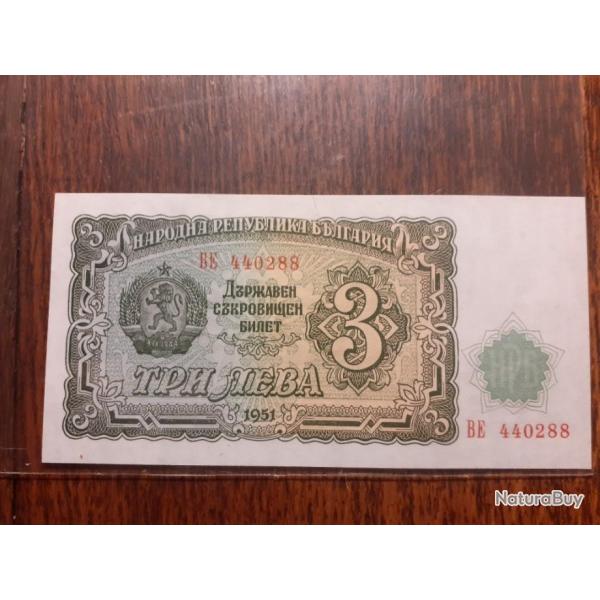 НАРОДНА РЕПУБЛИКА БЪЛГАРИЯ
ВЕ 440288
ДЪРЖАВЕН
СЪКРОВИЩЕН
БИЛЕТ
3
ТРИ ЛЕВА
1951
НРБ
ВЕ 440288
NaturaBuy